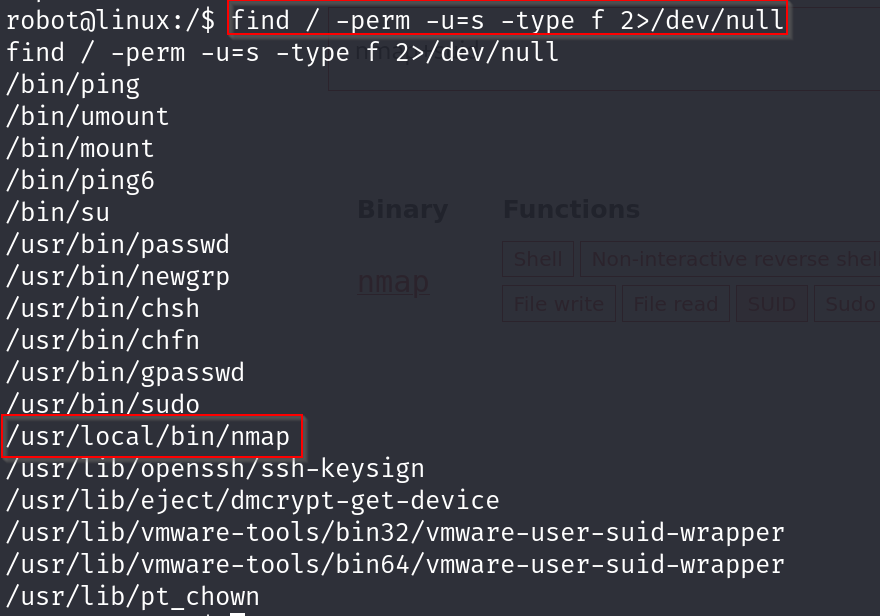 robot@linux:/$ find / -perm -u=s -type f 2>/dev/null
find / -perm -u=s -type f 2>/dev/null
/bin/ping
/bin/umount
/bin/mount
/bin/ping6
/bin/su
/usr/bin/passwd
/usr/bin/newgrp
/usr/bin/chsh
/usr/bin/chfn
/usr/bin/gpasswd
/usr/bin/sudo
/usr/local/bin/nmap
/usr/lib/openssh/ssh-keysign
/usr/lib/eject/dmcrypt-get-device
/usr/lib/vmware-tools/bin32/vmware-user-suid-wrapper
/usr/lib/vmware-tools/bin64/vmware-user-suid-wrapper
/usr/lib/pt_chown
Binary Functions
Shell Non-interactive reverse shel
nmap
File write File read SUID Sudo